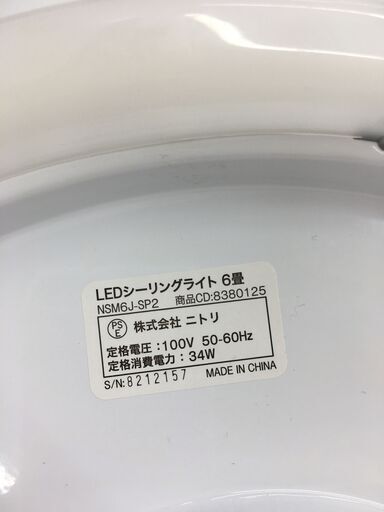 LEDシーリングライト 6畳
NSM6J-SP2 商品CD:8380125
PSE 株式会社 ニトリ
定格電圧:100V 50-60Hz
定格消費電力:34W
S/N:8212157 MADE IN CHINA